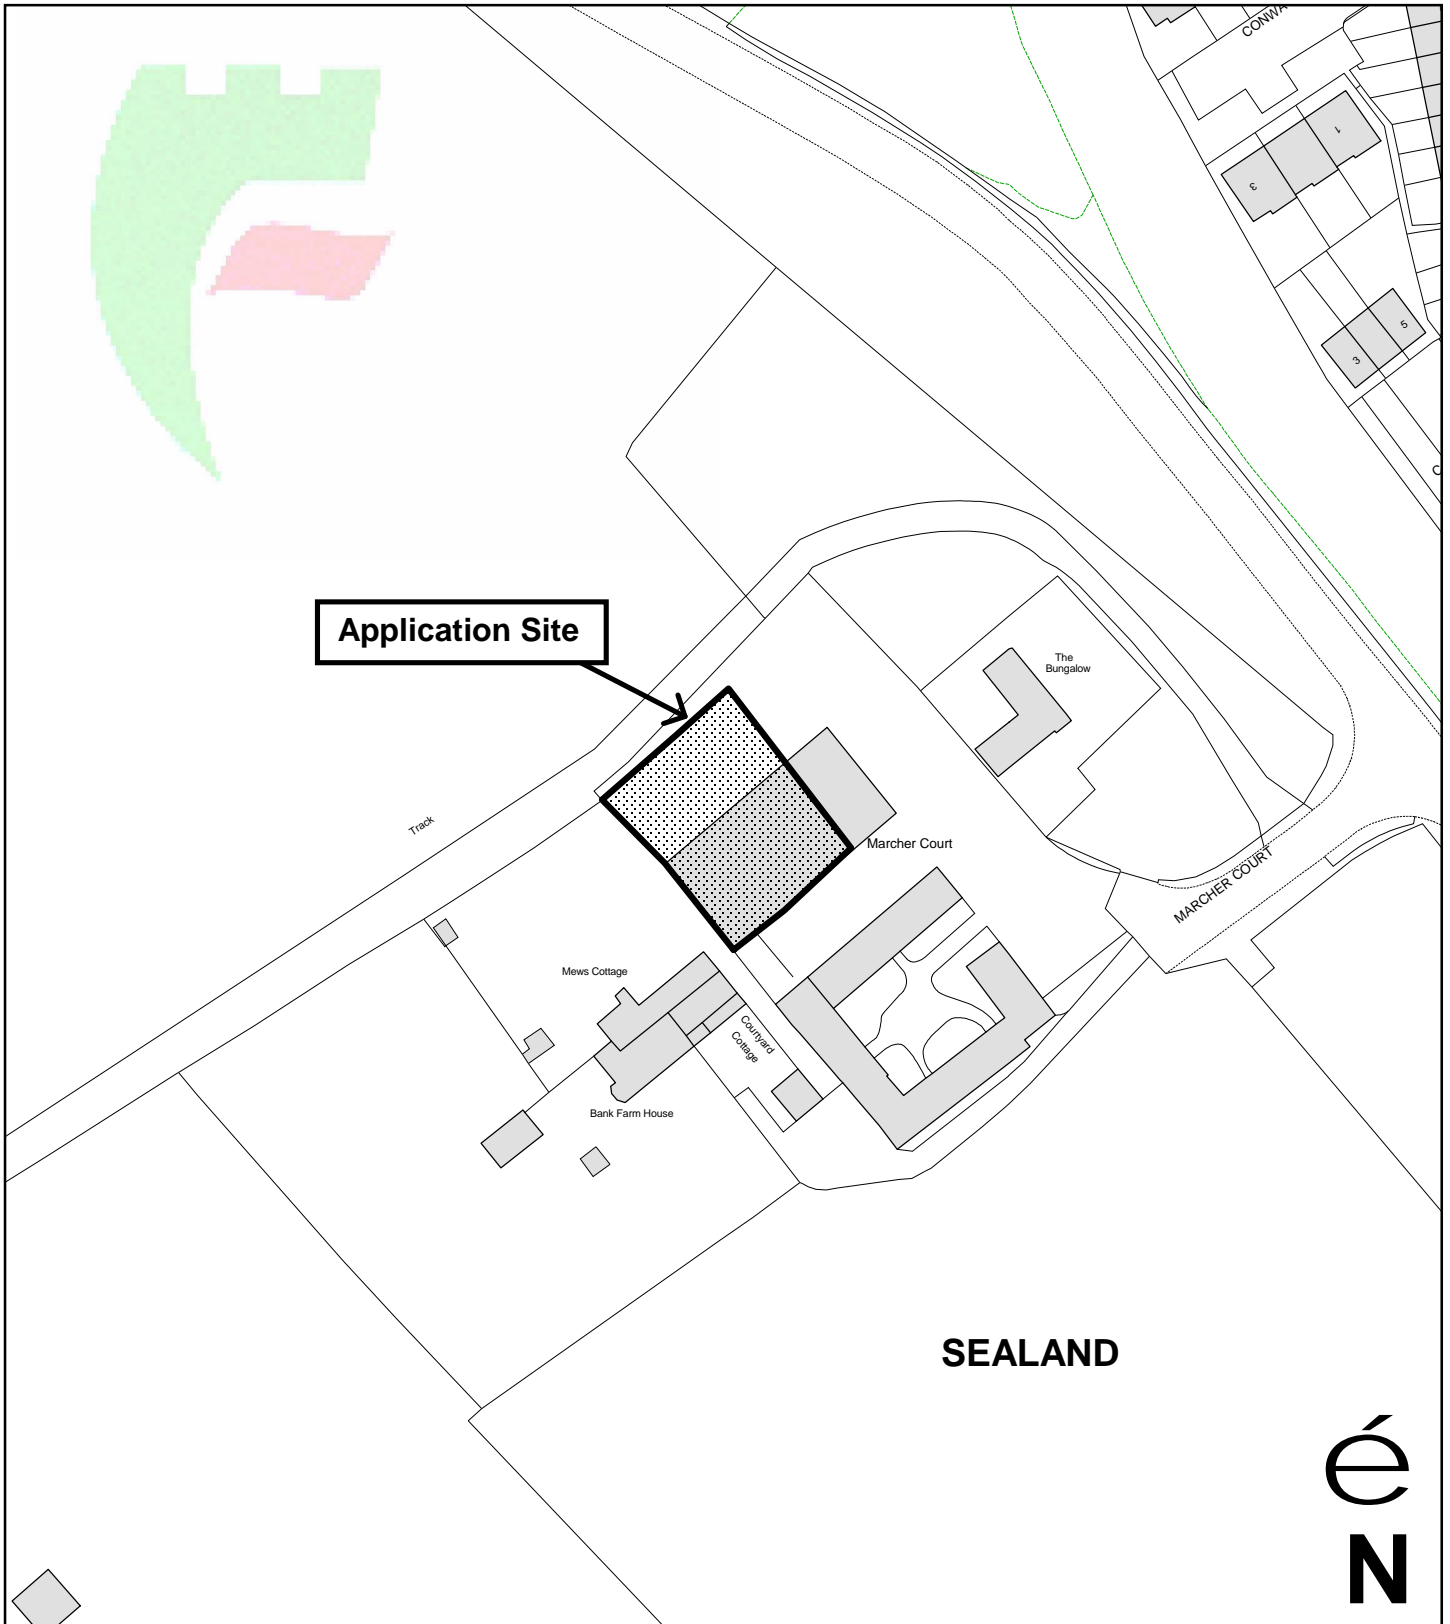 CONWA
1
3
5
3
C
Application Site
The
Bungalow
Track
Marcher Court
MARCHER COURT
Mews Cottage
Courtyard
Cottage
Bank Farm House
SEALAND
é
N